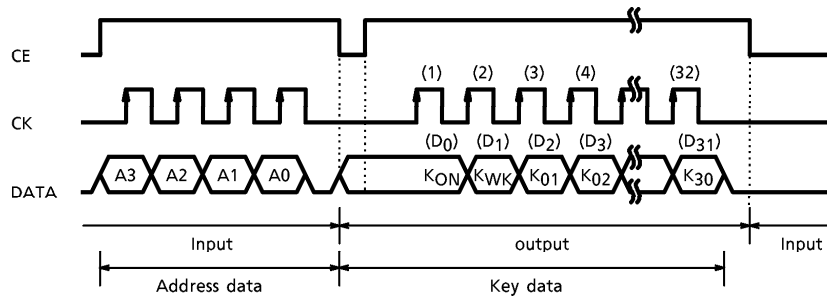 CE
(1) (2) (3) (4) (32)
CK
(D0) (D1) (D2) (D3) (D31)
DATA A3 A2 A1 A0 KON KWK K01 K02 K30
Input output Input
Address data Key data